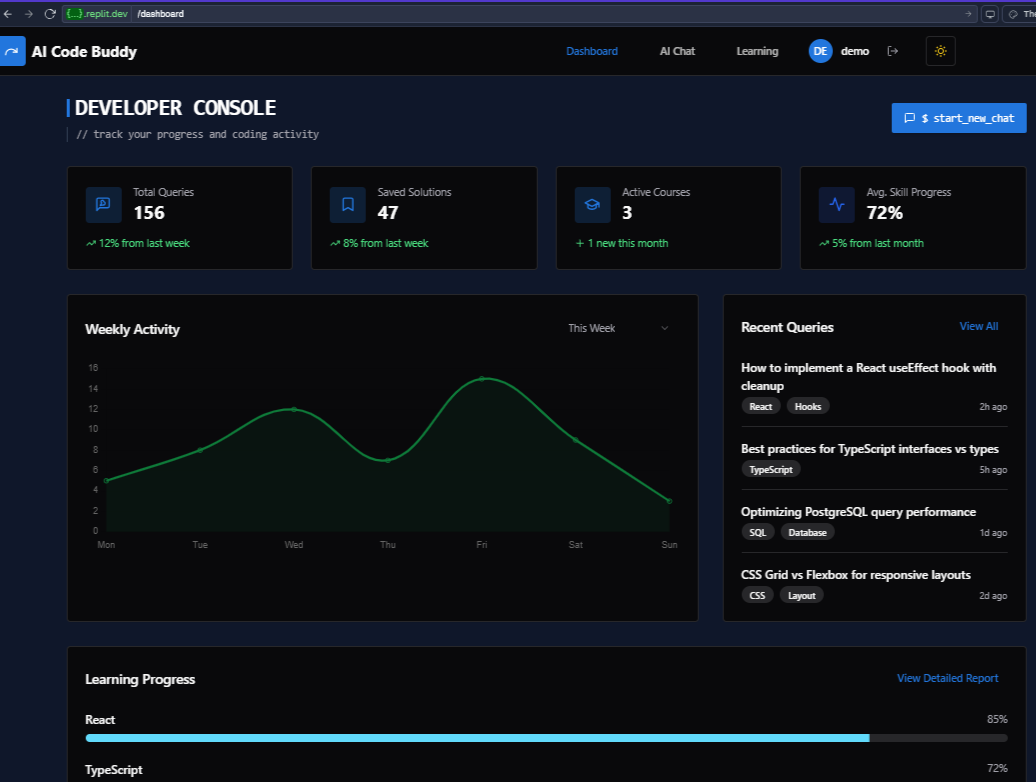 {...}.replit.dev /dashboard
AI Code Buddy
Dashboard
AI Chat
Learning
DE
demo
DEVELOPER CONSOLE
// track your progress and coding activity
$ start_new_chat
Total Queries
156
12% from last week
Saved Solutions
47
8% from last week
Active Courses
3
+ 1 new this month
Avg. Skill Progress
72%
5% from last month
Weekly Activity
This Week
16
14
12
10
8
6
4
2
0
Mon Tue Wed Thu Fri Sat Sun
Recent Queries
View All
How to implement a React useEffect hook with
cleanup
React Hooks 2h ago
Best practices for TypeScript interfaces vs types
TypeScript 5h ago
Optimizing PostgreSQL query performance
SQL Database 1d ago
CSS Grid vs Flexbox for responsive layouts
CSS Layout 2d ago
Learning Progress
View Detailed Report
React 85%
TypeScript 72%